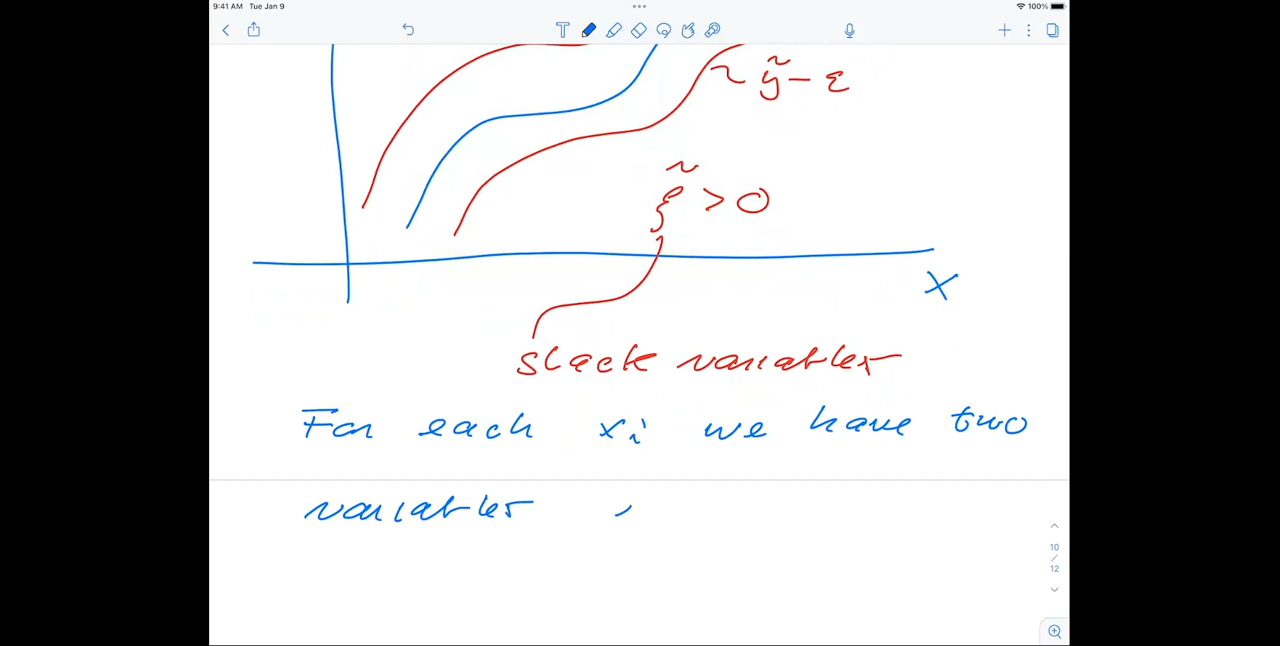 9:41 AM Tue Jan 9
100%
T
~ ỹ - ε
ξ̃ > 0
x
slack variables
For each xi we have two
variables
10
/
12